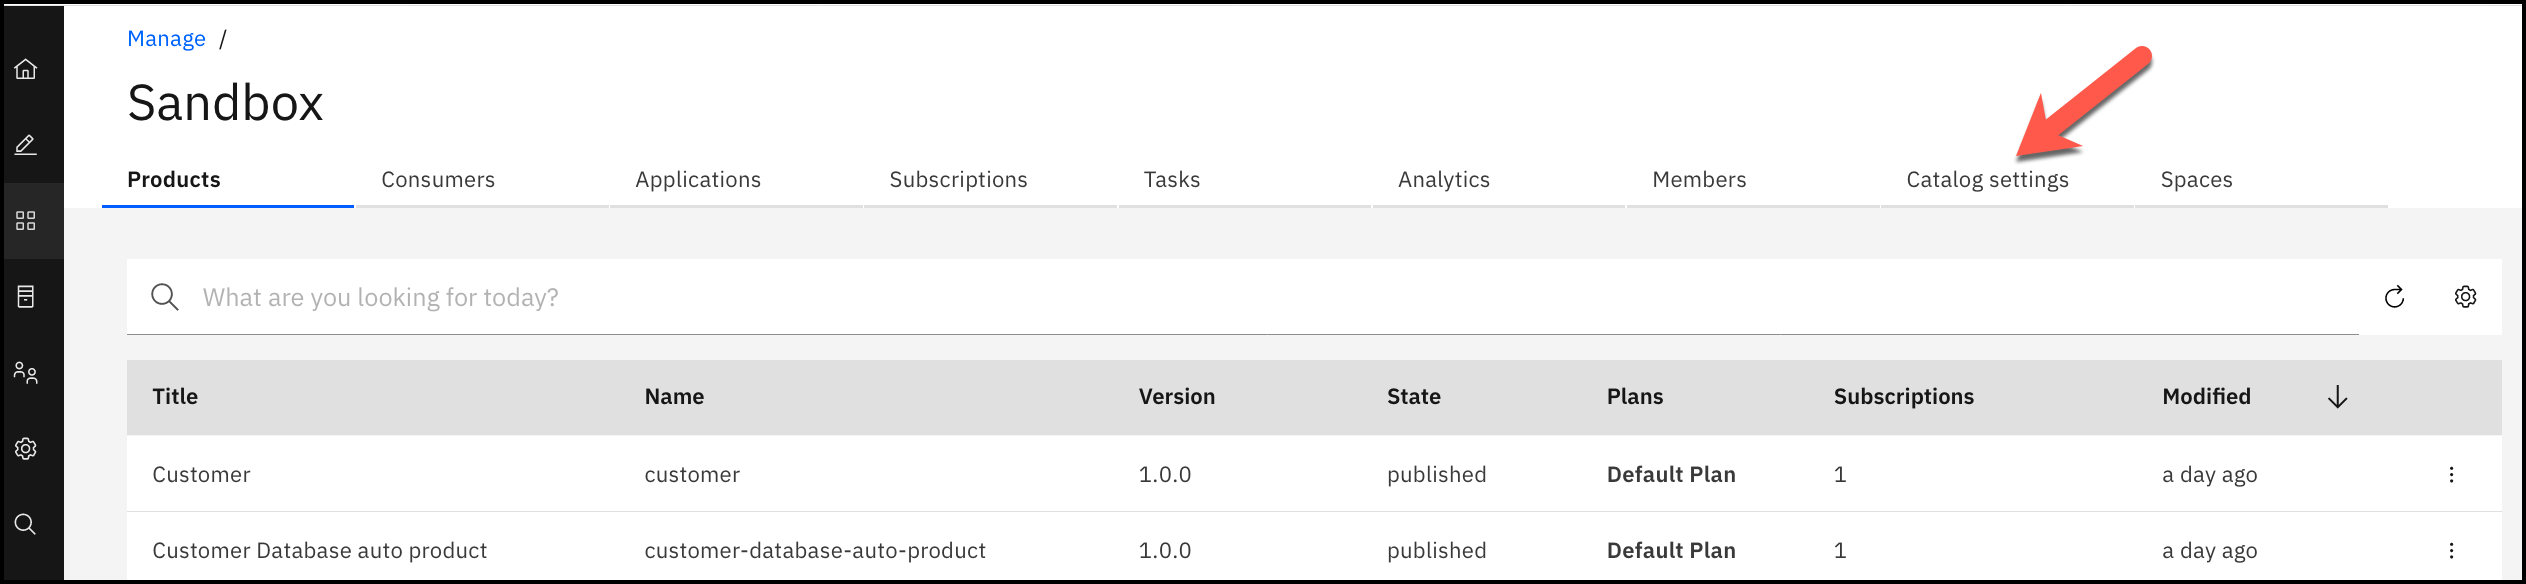 Manage /
Sandbox
Products Consumers Applications Subscriptions Tasks Analytics Members Catalog settings Spaces
What are you looking for today?
Title Name Version State Plans Subscriptions Modified
Customer customer 1.0.0 published Default Plan 1 a day ago
Customer Database auto product customer-database-auto-product 1.0.0 published Default Plan 1 a day ago